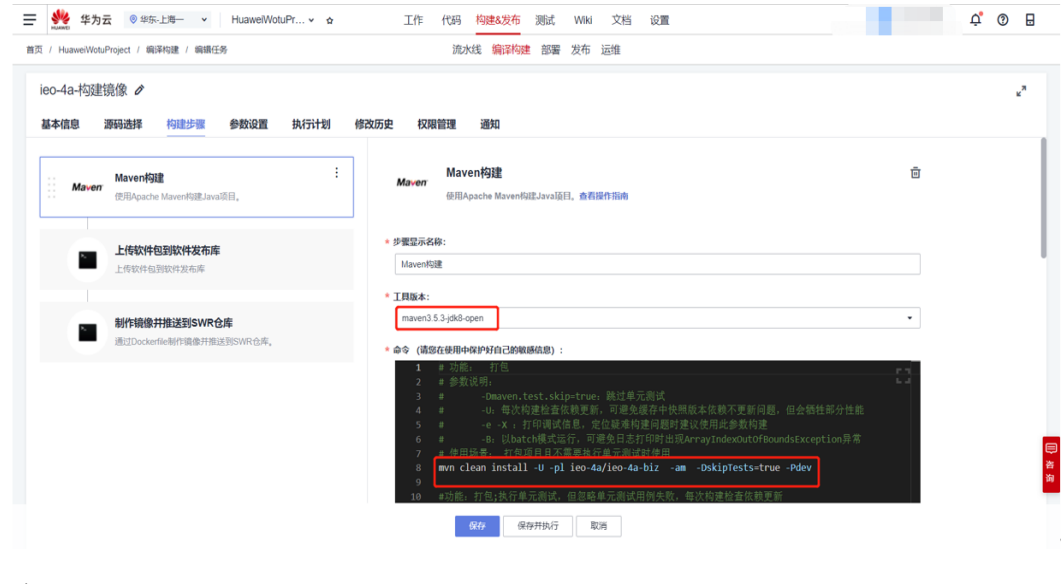 HUAWEI
华为云 华东-上海一 HuaweiWotuPr... 工作 代码 构建&发布 测试 Wiki 文档 设置
首页 / HuaweiWotuProject / 编译构建 / 编辑任务 流水线 编译构建 部署 发布 运维
ieo-4a-构建镜像
基本信息 源码选择 构建步骤 参数设置 执行计划 修改历史 权限管理 通知
Maven Maven构建
使用Apache Maven构建Java项目。
上传软件包到软件发布库
上传软件包到软件发布库
制作镜像并推送到SWR仓库
通过Dockerfile制作镜像并推送到SWR仓库。
Maven Maven构建
使用Apache Maven构建Java项目。查看操作指南
* 步骤显示名称:
Maven构建
* 工具版本:
maven3.5.3-jdk8-open
* 命令 (请您在使用中保护好自己的敏感信息) :
1 # 功能: 打包
2 # 参数说明:
3 # -Dmaven.test.skip=true: 跳过单元测试
4 # -U: 每次构建检查依赖更新,可避免缓存中快照版本依赖不更新问题,但会牺牲部分性能
5 # -e -X : 打印调试信息,定位疑难构建问题时建议使用此参数构建
6 # -B: 以batch模式运行,可避免日志打印时出现ArrayIndexOutOfBoundsException异常
7 # 使用场景: 打包项目且不需要执行单元测试时使用
8 mvn clean install -U -pl ieo-4a/ieo-4a-biz -am -DskipTests=true -Pdev
9
10 #功能: 打包;执行单元测试,但忽略单元测试用例失败,每次构建检查依赖更新
保存 保存并执行 取消
咨询